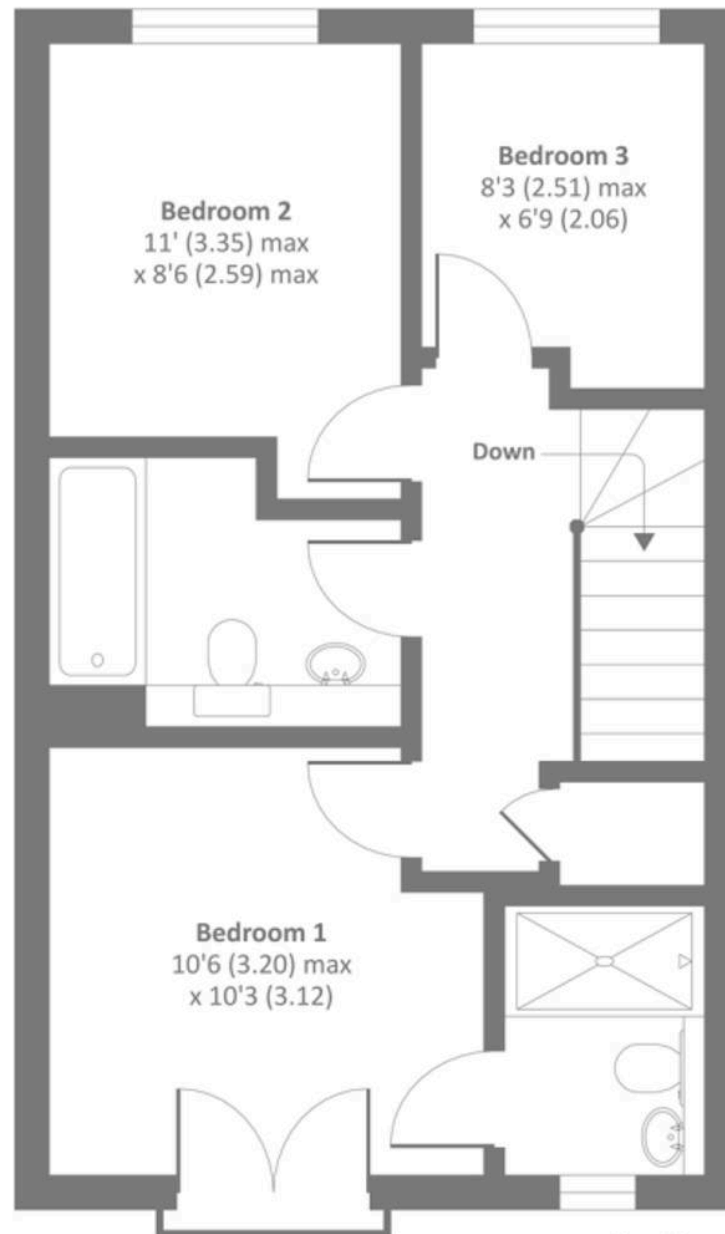 Bedroom 3
8'3 (2.51) max
x 6'9 (2.06)
Bedroom 2
11' (3.35) max
x 8'6 (2.59) max
Down
Bedroom 1
10'6 (3.20) max
x 10'3 (3.12)